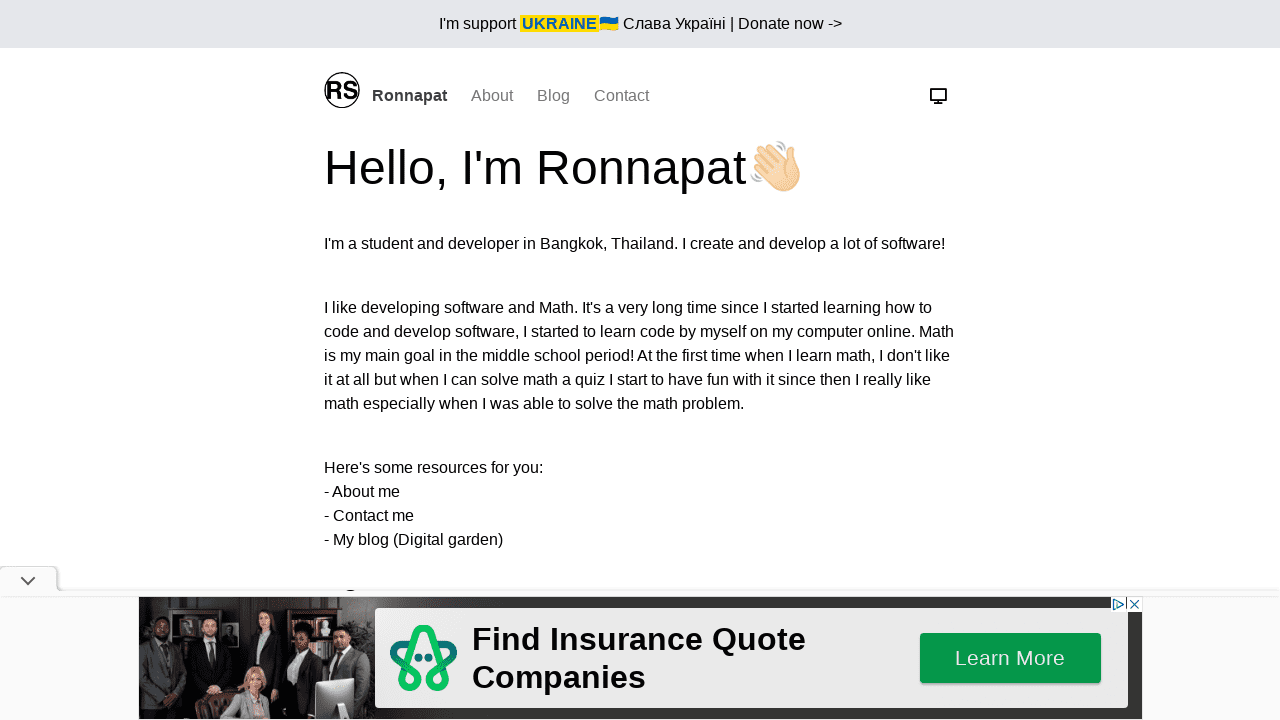 I'm support UKRAINE🇺🇦 Слава Україні | Donate now ->
RS Ronnapat About Blog Contact
Hello, I'm Ronnapat👋🏻
I'm a student and developer in Bangkok, Thailand. I create and develop a lot of software!
I like developing software and Math. It's a very long time since I started learning how to
code and develop software, I started to learn code by myself on my computer online. Math
is my main goal in the middle school period! At the first time when I learn math, I don't like
it at all but when I can solve math a quiz I start to have fun with it since then I really like
math especially when I was able to solve the math problem.
Here's some resources for you:
- About me
- Contact me
- My blog (Digital garden)
Find Insurance Quote
Companies
Learn More